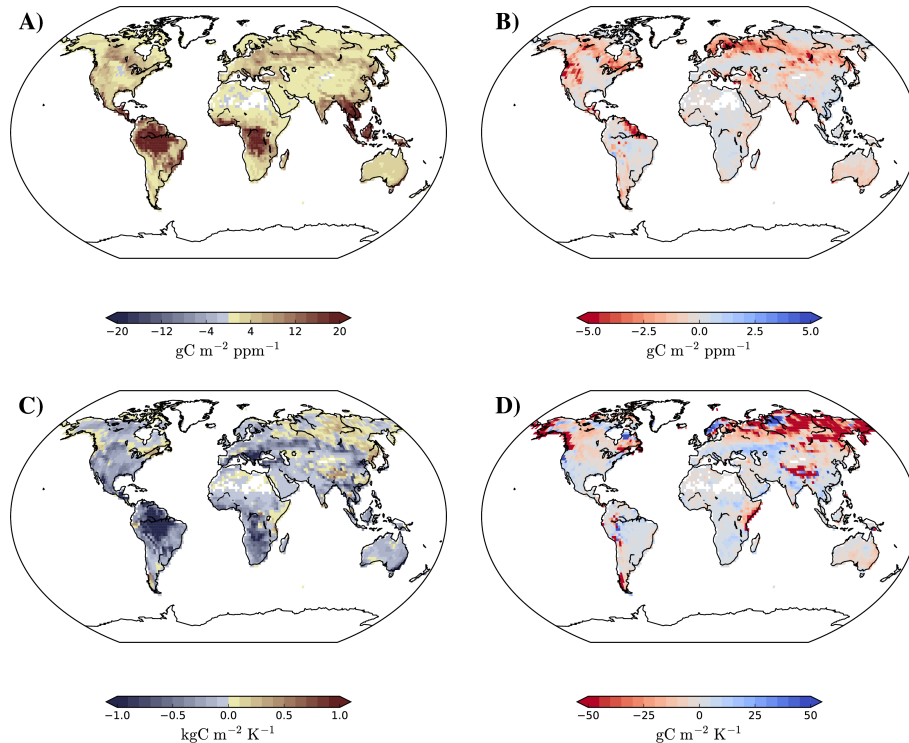 A)
B)
−20 −12 −4 4 12 20
gC m⁻² ppm⁻¹
−5.0 −2.5 0.0 2.5 5.0
gC m⁻² ppm⁻¹
C)
D)
−1.0 −0.5 0.0 0.5 1.0
kgC m⁻² K⁻¹
−50 −25 0 25 50
gC m⁻² K⁻¹